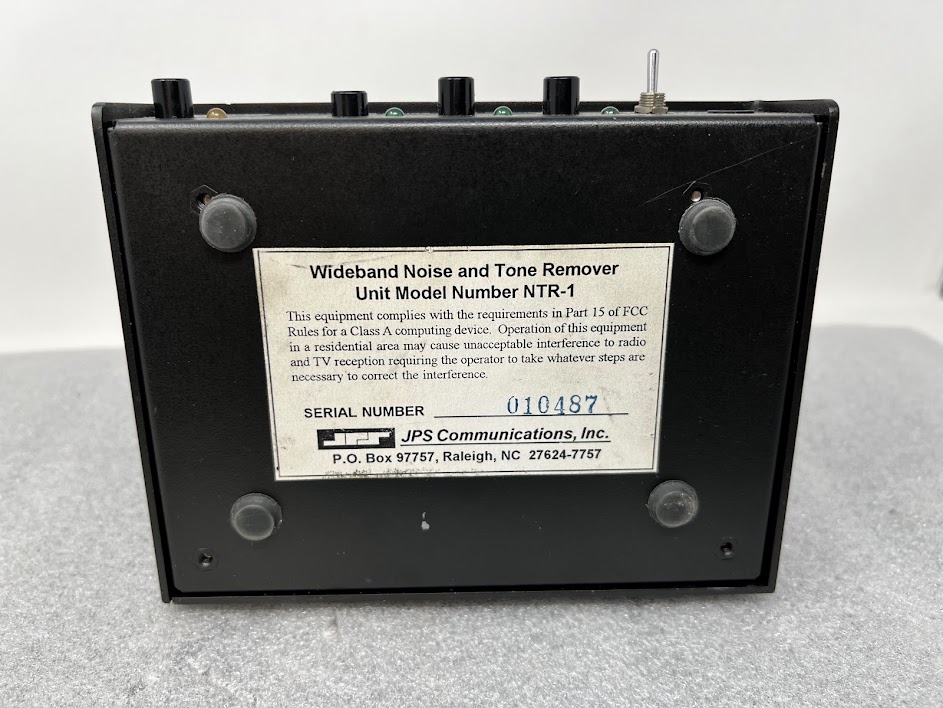 Wideband Noise and Tone Remover
Unit Model Number NTR-1
This equipment complies with the requirements in Part 15 of FCC
Rules for a Class A computing device. Operation of this equipment
in a residential area may cause unacceptable interference to radio
and TV reception requiring the operator to take whatever steps are
necessary to correct the interference.
SERIAL NUMBER 010487
JPS JPS Communications, Inc.
P.O. Box 97757, Raleigh, NC 27624-7757